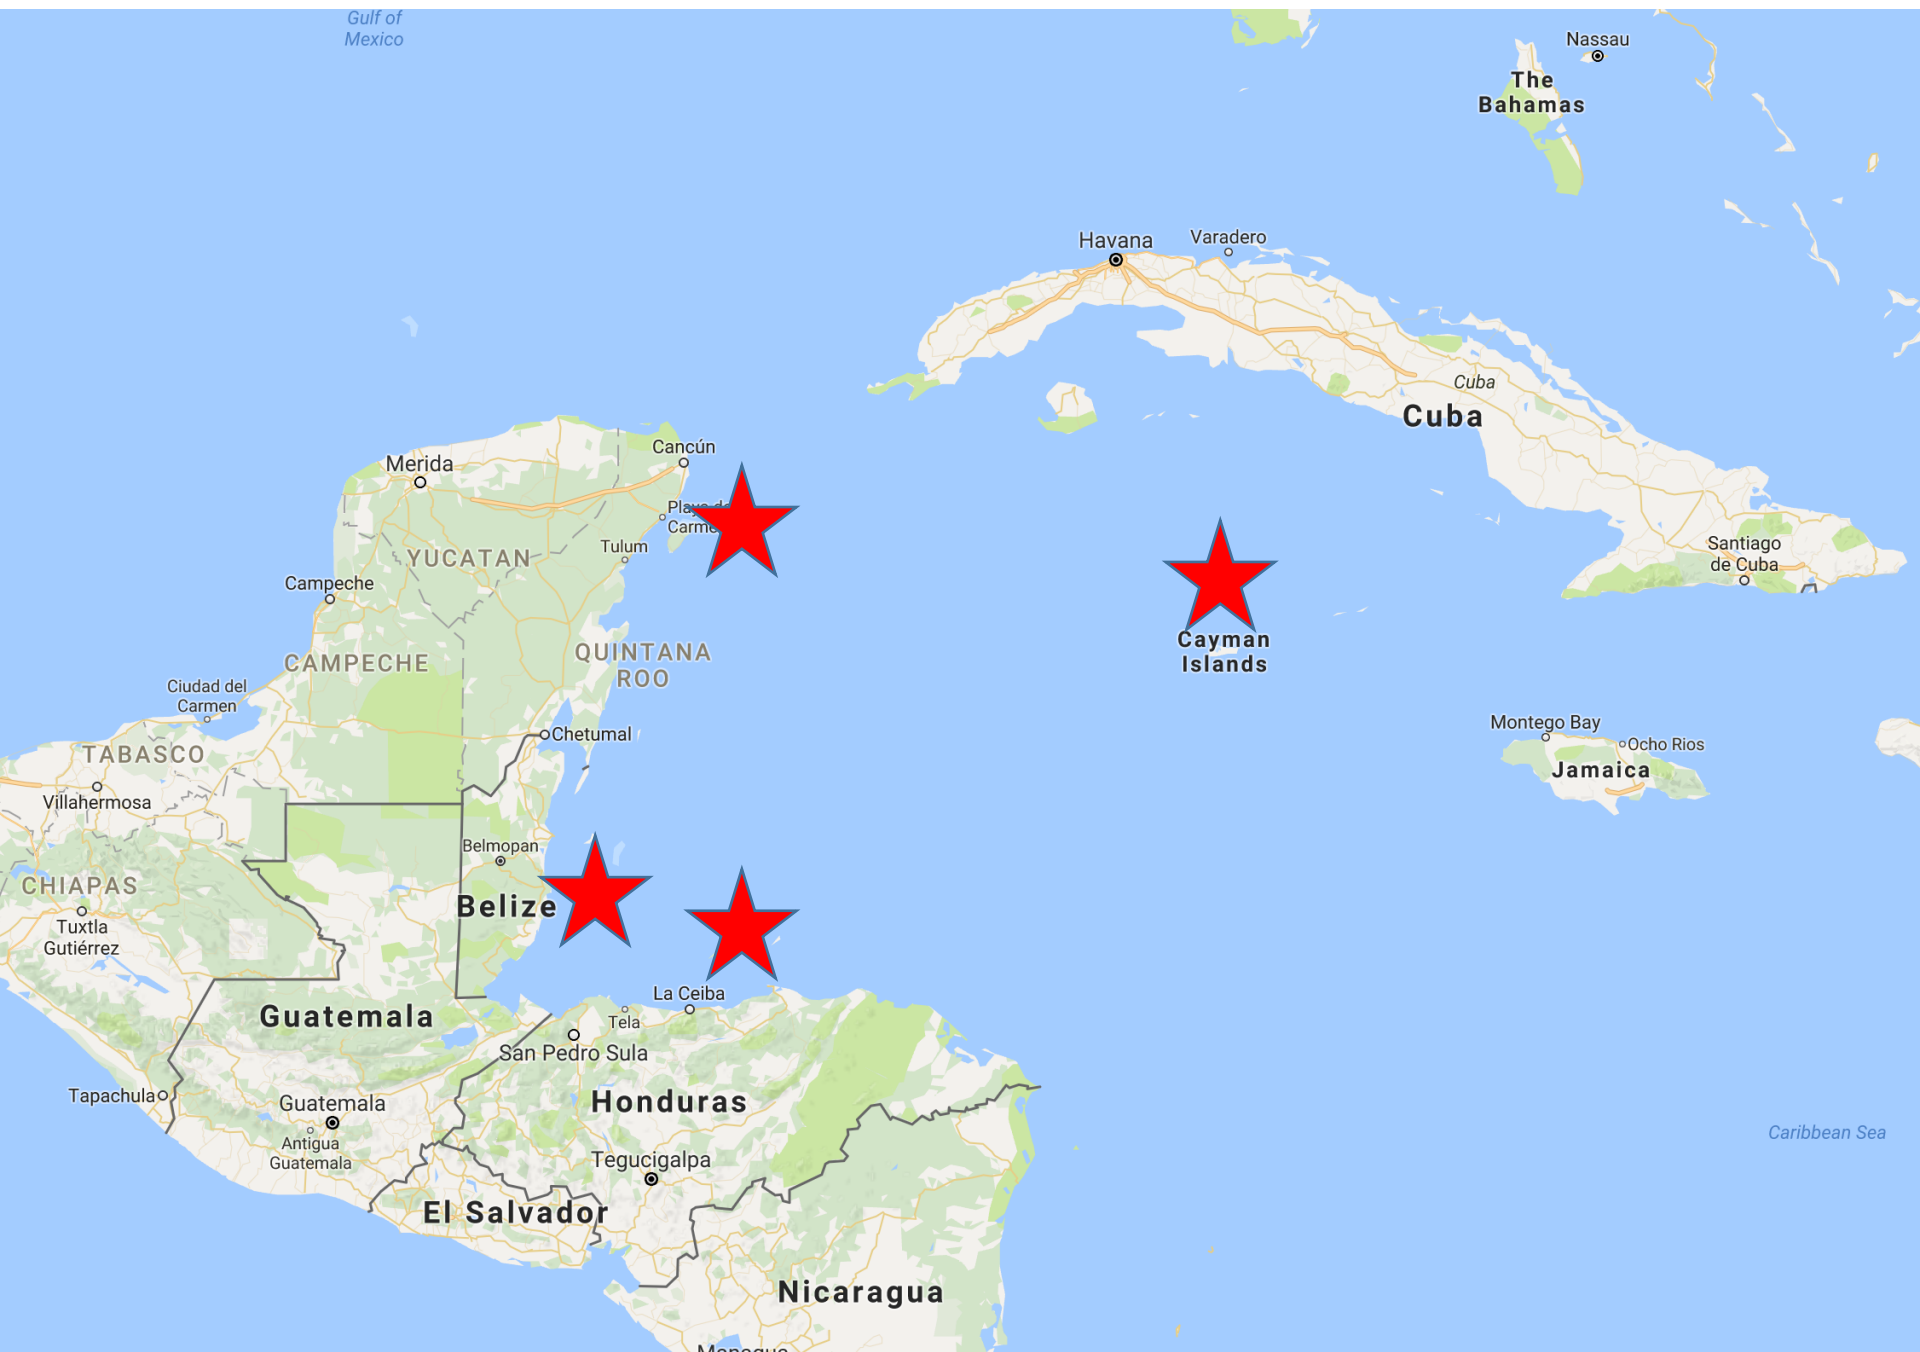 Gulf of
Mexico
Nassau
The
Bahamas
Havana
Varadero
Cuba
Cuba
Cancún
Merida
Playa de
Carme
Tulum
YUCATAN
Santiago
de Cuba
Campeche
Cayman
Islands
QUINTANA
ROO
CAMPECHE
Ciudad del
Carmen
Montego Bay
Chetumal
Ocho Rios
TABASCO
Jamaica
Villahermosa
Belmopan
CHIAPAS
Belize
Tuxtla
Gutiérrez
La Ceiba
Guatemala
Tela
San Pedro Sula
Tapachula
Guatemala
Honduras
Antigua
Guatemala
Caribbean Sea
Tegucigalpa
El Salvador
Nicaragua